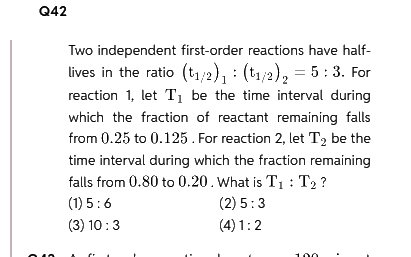 Q42
Two independent first-order reactions have half-
lives in the ratio (t₁/₂)₁ : (t₁/₂)₂ = 5 : 3. For
reaction 1, let T₁ be the time interval during
which the fraction of reactant remaining falls
from 0.25 to 0.125 . For reaction 2, let T₂ be the
time interval during which the fraction remaining
falls from 0.80 to 0.20 . What is T₁ : T₂ ?
(1) 5 : 6 (2) 5 : 3
(3) 10 : 3 (4) 1 : 2